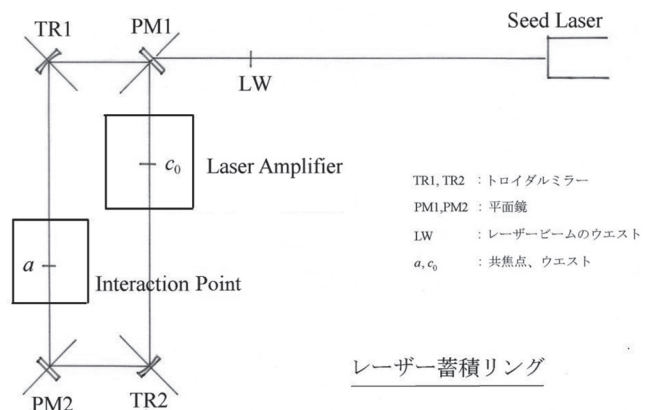 Seed Laser
TR1
PM1
LW
c₀
Laser Amplifier
TR1, TR2 : トロイダルミラー
PM1,PM2 : 平面鏡
LW : レーザービームのウエスト
a, c₀ : 共焦点、ウエスト
a
Interaction Point
PM2
TR2
レーザー蓄積リング